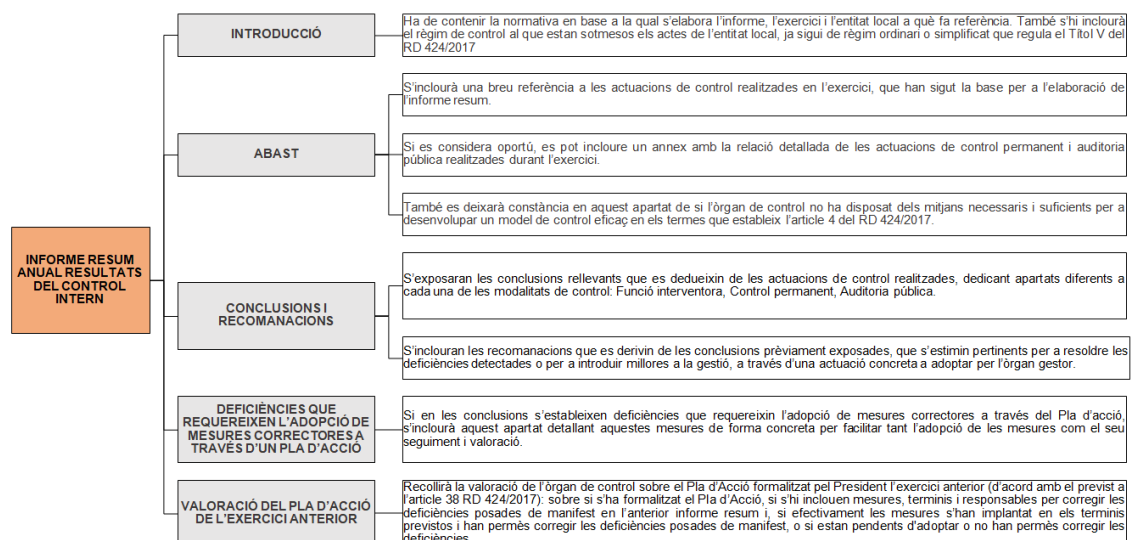 INFORME RESUM
ANUAL RESULTATS
DEL CONTROL
INTERN
INTRODUCCIÓ
Ha de contenir la normativa en base a la qual s'elabora l'informe, l'exercici i l'entitat local a què fa referència. També s'hi inclourà
el règim de control al que estan sotmesos els actes de l'entitat local, ja sigui de règim ordinari o simplificat que regula el Títol V del
RD 424/2017
ABAST
S'inclourà una breu referència a les actuacions de control realitzades en l'exercici, que han sigut la base per a l'elaboració de
l'informe resum.
Si es considera oportú, es pot incloure un annex amb la relació detallada de les actuacions de control permanent i auditoria
pública realitzades durant l'exercici.
També es deixarà constància en aquest apartat de si l'òrgan de control no ha disposat dels mitjans necessaris i suficients per a
desenvolupar un model de control eficaç en els termes que estableix l'article 4 del RD 424/2017.
CONCLUSIONS I
RECOMANACIONS
S'exposaran les conclusions rellevants que es dedueixin de les actuacions de control realitzades, dedicant apartats diferents a
cada una de les modalitats de control: Funció interventora, Control permanent, Auditoria pública.
S'inclouran les recomanacions que es derivin de les conclusions prèviament exposades, que s'estimin pertinents per a resoldre les
deficiències detectades o per a introduir millores a la gestió, a través d'una actuació concreta a adoptar per l'òrgan gestor.
DEFICIÈNCIES QUE
REQUEREIXEN L'ADOPCIÓ DE
MESURES CORRECTORES A
TRAVÉS D'UN PLA D'ACCIÓ
Si en les conclusions s'estableixen deficiències que requereixin l'adopció de mesures correctores a través del Pla d'acció,
s'inclourà aquest apartat detallant aquestes mesures de forma concreta per facilitar tant l'adopció de les mesures com el seu
seguiment i valoració.
VALORACIÓ DEL PLA D'ACCIÓ
DE L'EXERCICI ANTERIOR
Recollirà la valoració de l'òrgan de control sobre el Pla d'Acció formalitzat pel President l'exercici anterior (d'acord amb el previst a
l'article 38 RD 424/2017): sobre si s'ha formalitzat el Pla d'Acció, si s'hi inclouen mesures, terminis i responsables per corregir les
deficiències posades de manifest en l'anterior informe resum i, si efectivament les mesures s'han implantat en els terminis
previstos i han permès corregir les deficiències posades de manifest, o si estan pendents d'adoptar o no han permès corregir les
deficiències